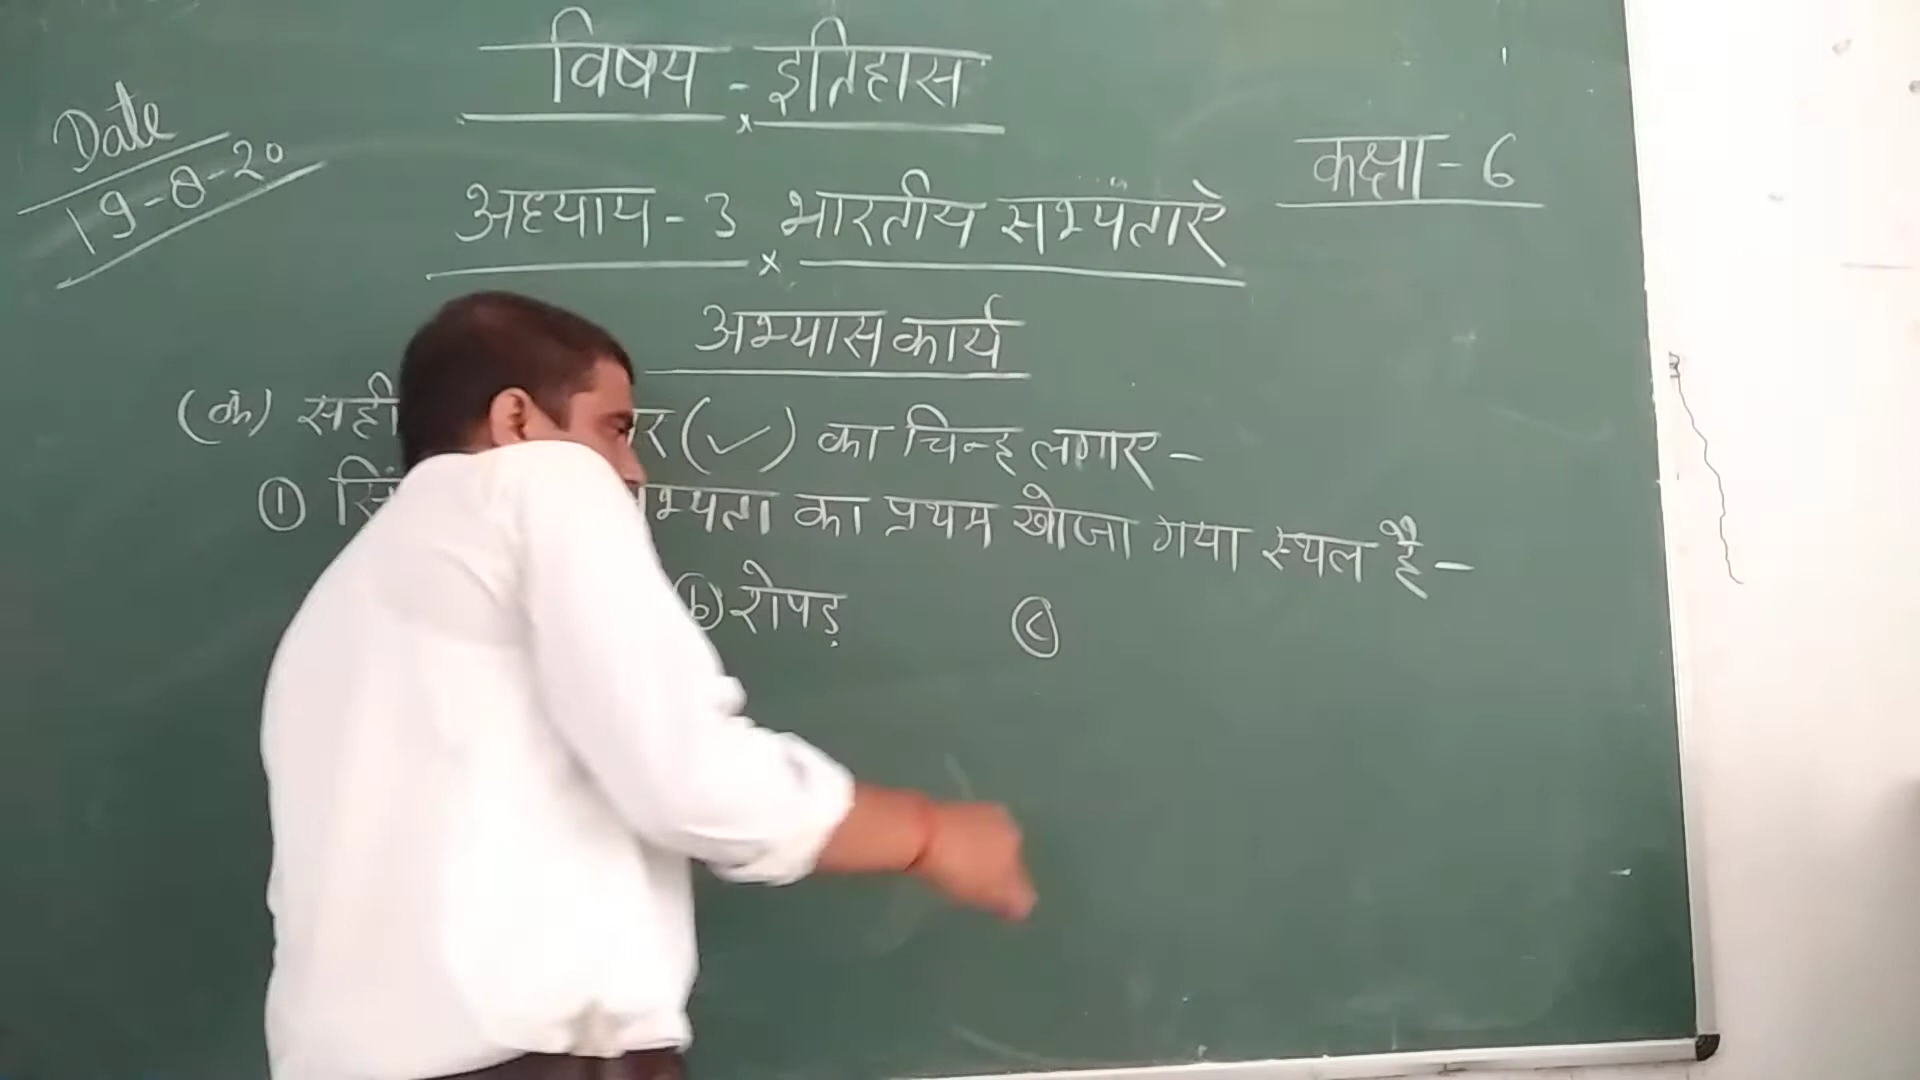 विषय - इतिहास
Date
19-8-20
कक्षा - 6
अध्याय - 3 भारतीय सभ्यताएं
अभ्यास कार्य
(क) सही पर (✓) का चिन्ह लगाए -
① का प्रथम खोजा गया स्थल है -
ⓑ रोपड़ ⓒ